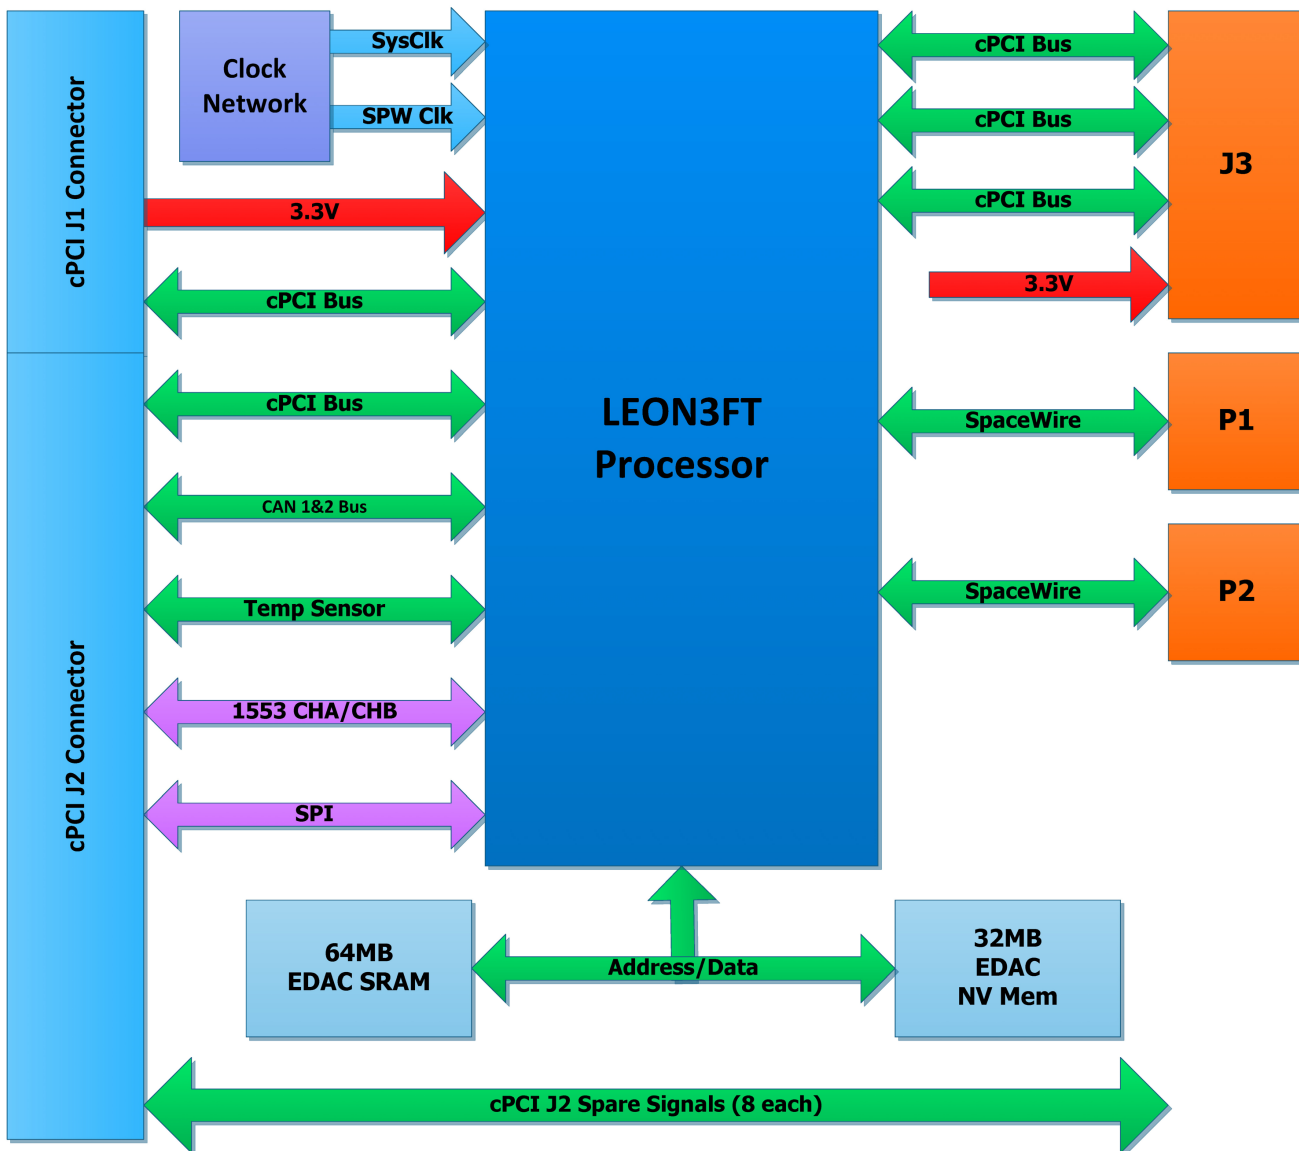 cPCI J1 Connector
cPCI J2 Connector
Clock
Network
SysClk
SPW Clk
3.3V
cPCI Bus
cPCI Bus
CAN 1&2 Bus
Temp Sensor
1553 CHA/CHB
SPI
LEON3FT
Processor
cPCI Bus
cPCI Bus
cPCI Bus
3.3V
J3
SpaceWire
P1
SpaceWire
P2
64MB
EDAC SRAM
Address/Data
32MB
EDAC
NV Mem
cPCI J2 Spare Signals (8 each)